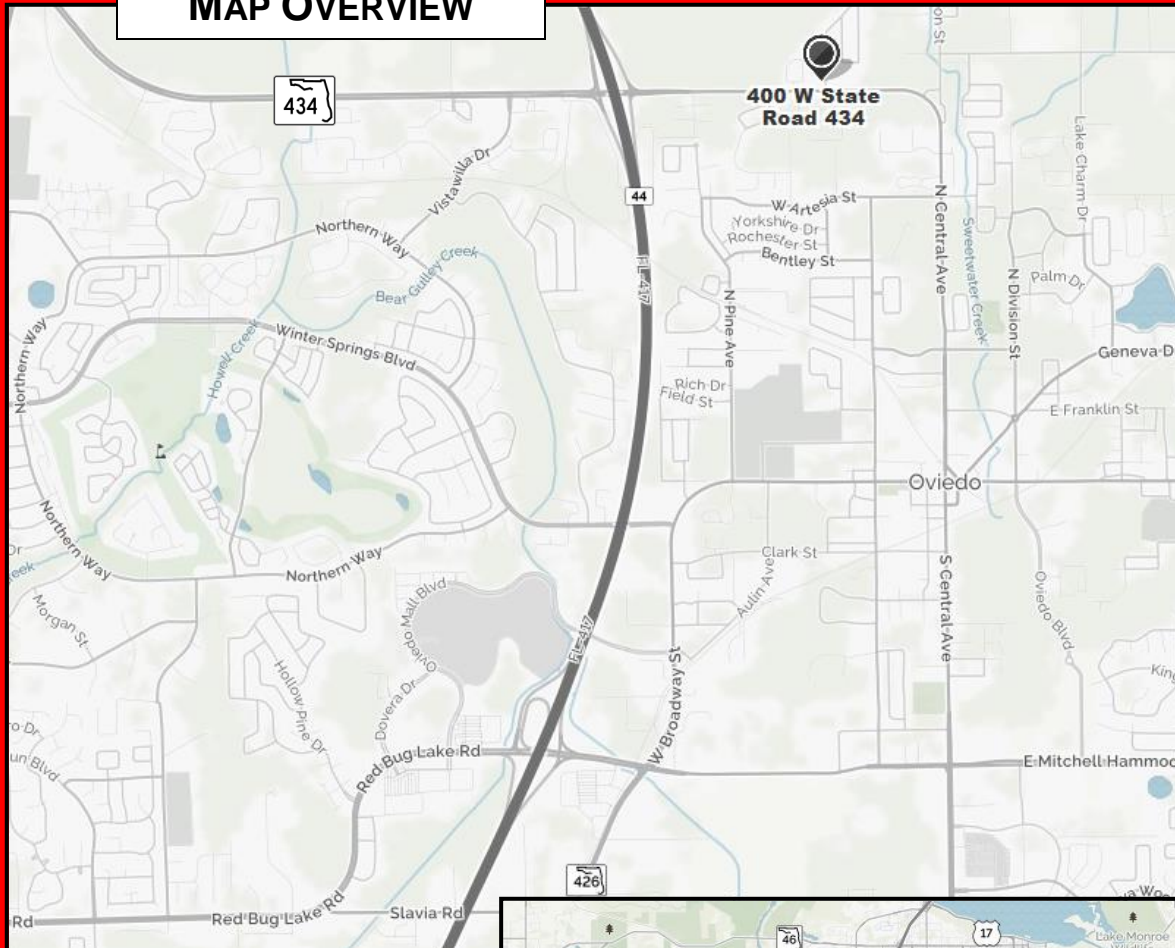 MAP OVERVIEW
434
400 W State
Road 434
Lake Charm Dr
Vistawilla Dr
44
W Artesia St
Yorkshire Dr
Rochester St
Bentley St
Northern Way
Bear Gulley Creek
FL-417
N Central Ave
Sweetwater Creek
N Division St
Palm Dr
N Pine Ave
Northern Way
Howell Creek
Winter Springs Blvd
Geneva D
Rich Dr
Field St
E Franklin St
Oviedo
Northern Way
Northern Way
Clark St
Aulin Ave
S Central Ave
Oviedo Blvd
Morgan St
Oviedo Mall Blvd
FL-417
Hollow Pine Dr
Dovera Dr
W Broadway St
Red Bug Lake Rd
E Mitchell Hammoc
426
Rd
Red Bug Lake Rd
Slavia Rd
46
17
Lake Monroe